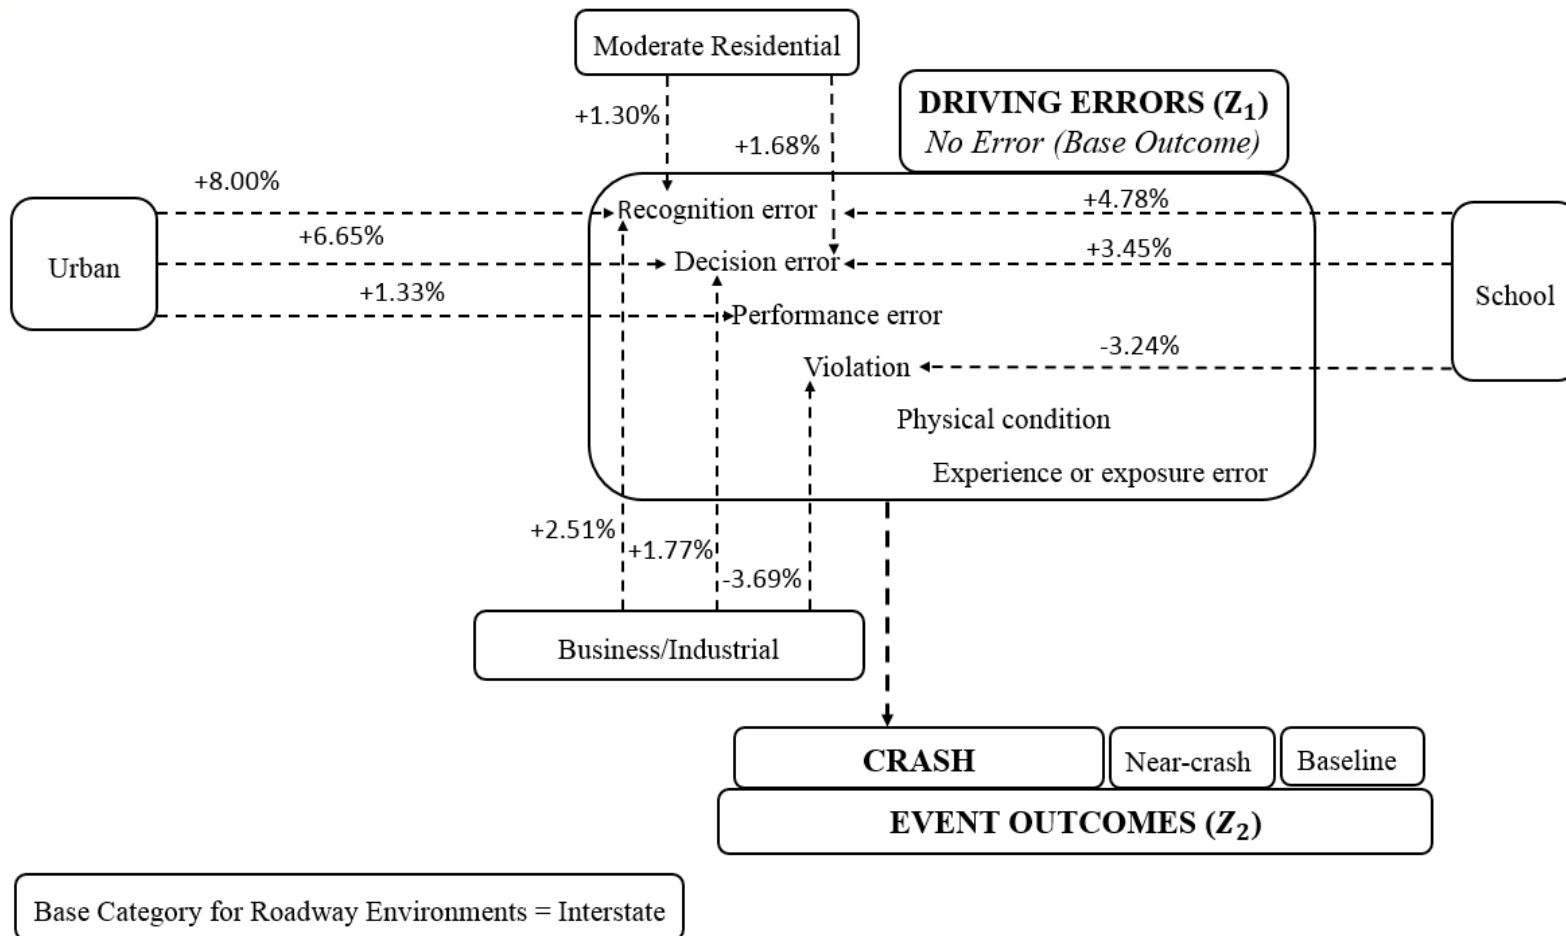 Moderate Residential
DRIVING ERRORS (Z₁)
No Error (Base Outcome)
+1.30%
+1.68%
+8.00%
Recognition error
+4.78%
+6.65%
Urban
Decision error
+3.45%
+1.33%
Performance error
School
Violation
-3.24%
Physical condition
Experience or exposure error
+2.51%
+1.77%
-3.69%
Business/Industrial
CRASH
Near-crash
Baseline
EVENT OUTCOMES (Z₂)
Base Category for Roadway Environments = Interstate